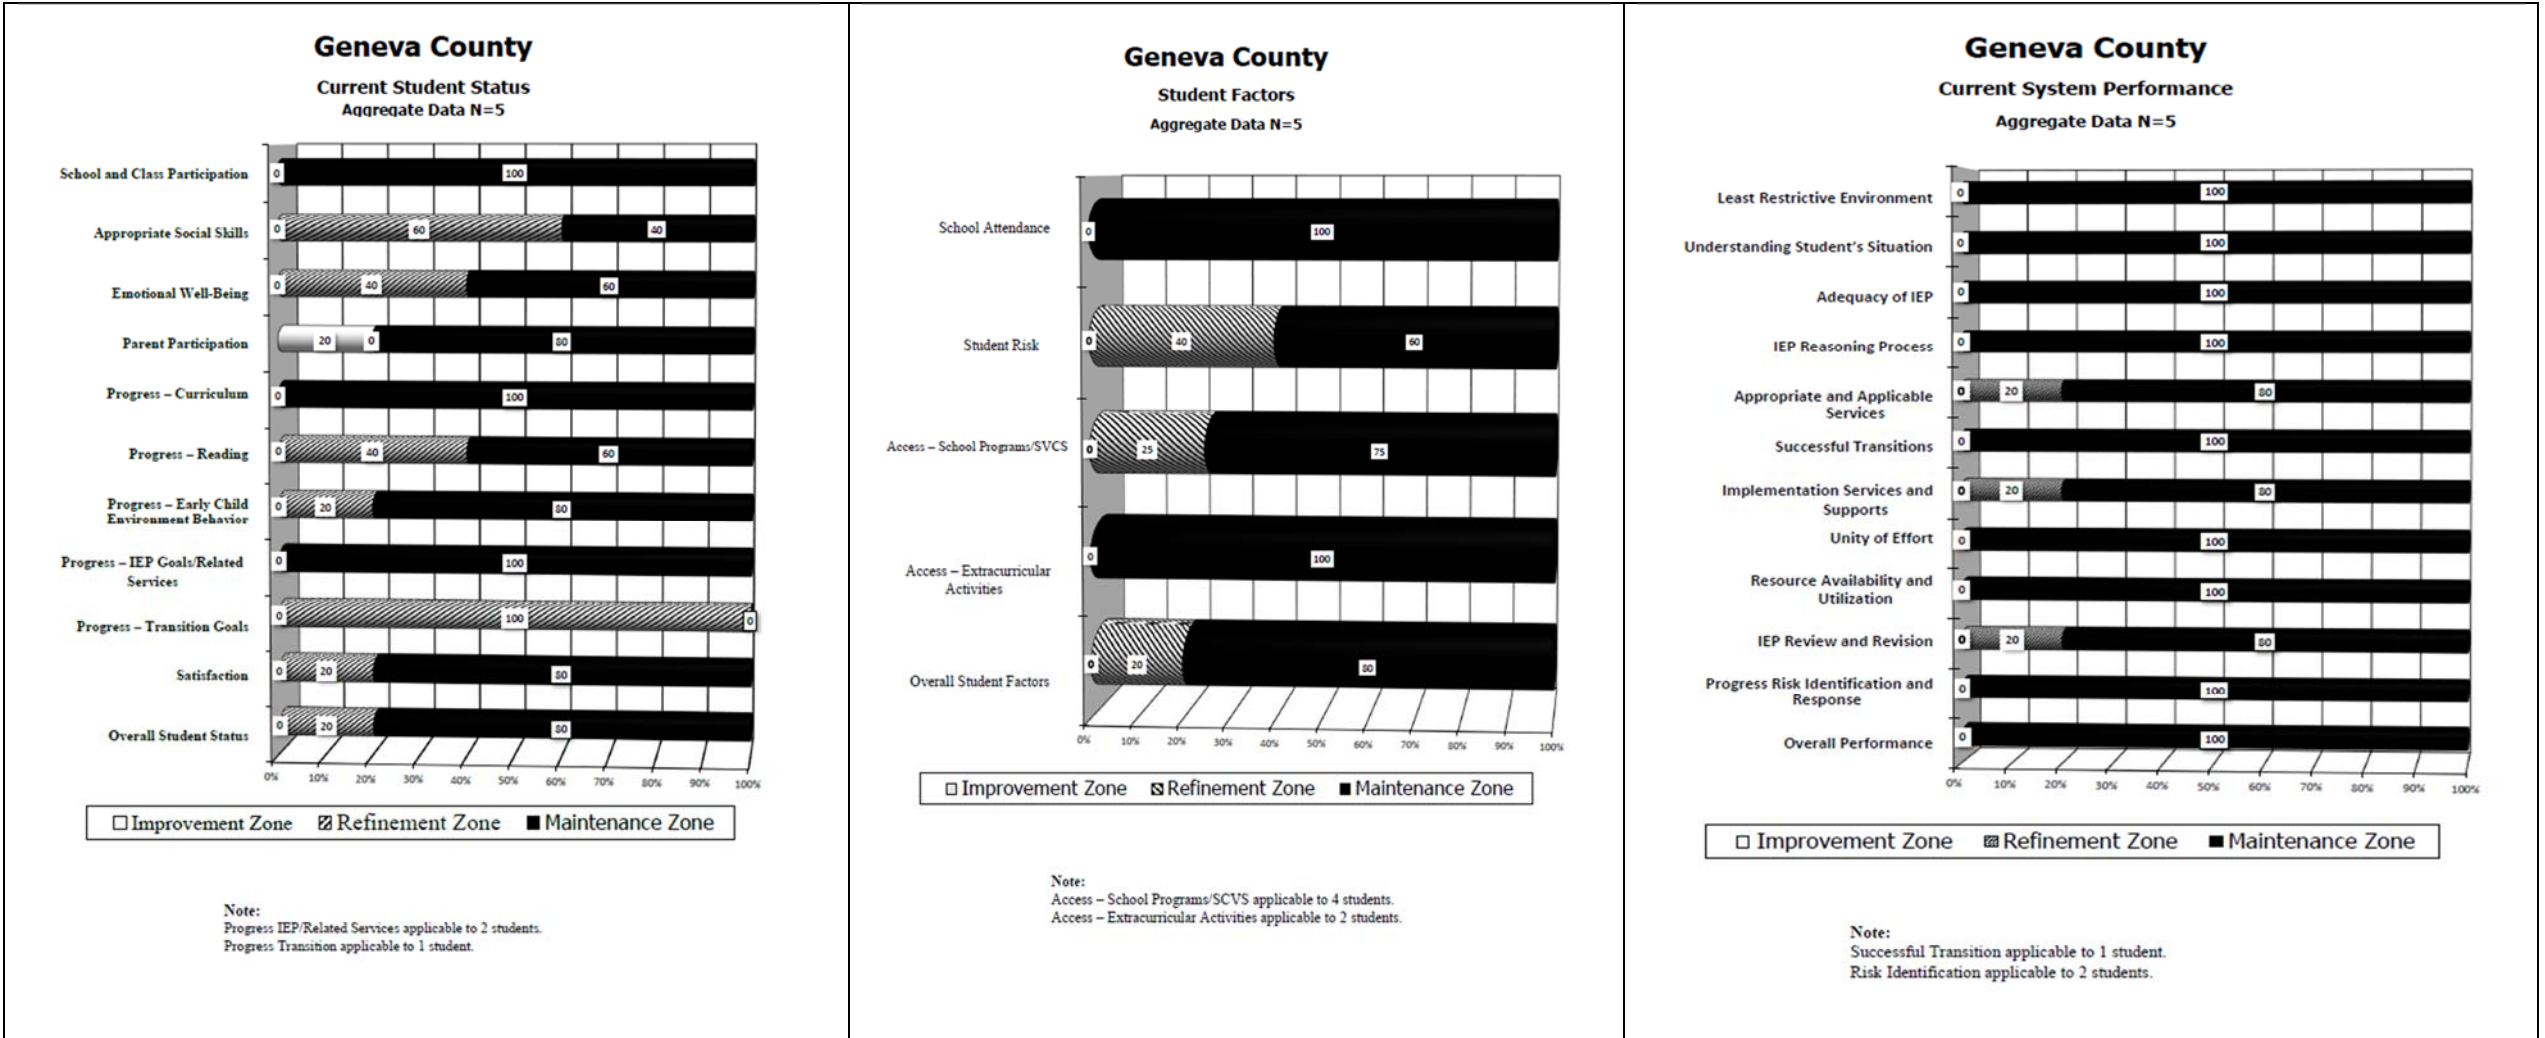 Geneva County
Current Student Status
Aggregate Data N=5
School and Class Participation
0 100
Appropriate Social Skills
0 60 40
Emotional Well-Being
0 40 60
Parent Participation
20 0 80
Progress – Curriculum
0 100
Progress – Reading
0 40 60
Progress – Early Child
Environment Behavior
0 20 80
Progress – IEP Goals/Related
Services
0 100
Progress – Transition Goals
0 100 0
Satisfaction
0 20 80
Overall Student Status
0 20 80
0% 10% 20% 30% 40% 50% 60% 70% 80% 90% 100%
Improvement Zone Refinement Zone Maintenance Zone
Note:
Progress IEP/Related Services applicable to 2 students.
Progress Transition applicable to 1 student.
Geneva County
Student Factors
Aggregate Data N=5
School Attendance
0 100
Student Risk
0 40 60
Access – School Programs/SVCS
0 25 75
Access – Extracurricular
Activities
0 100
Overall Student Factors
0 20 80
0% 10% 20% 30% 40% 50% 60% 70% 80% 90% 100%
Improvement Zone Refinement Zone Maintenance Zone
Note:
Access – School Programs/SCVS applicable to 4 students.
Access – Extracurricular Activities applicable to 2 students.
Geneva County
Current System Performance
Aggregate Data N=5
Least Restrictive Environment
0 100
Understanding Student's Situation
0 100
Adequacy of IEP
0 100
IEP Reasoning Process
0 100
Appropriate and Applicable
Services
0 20 80
Successful Transitions
0 100
Implementation Services and
Supports
0 20 80
Unity of Effort
0 100
Resource Availability and
Utilization
0 100
IEP Review and Revision
0 20 80
Progress Risk Identification and
Response
0 100
Overall Performance
0 100
0% 10% 20% 30% 40% 50% 60% 70% 80% 90% 100%
Improvement Zone Refinement Zone Maintenance Zone
Note:
Successful Transition applicable to 1 student.
Risk Identification applicable to 2 students.